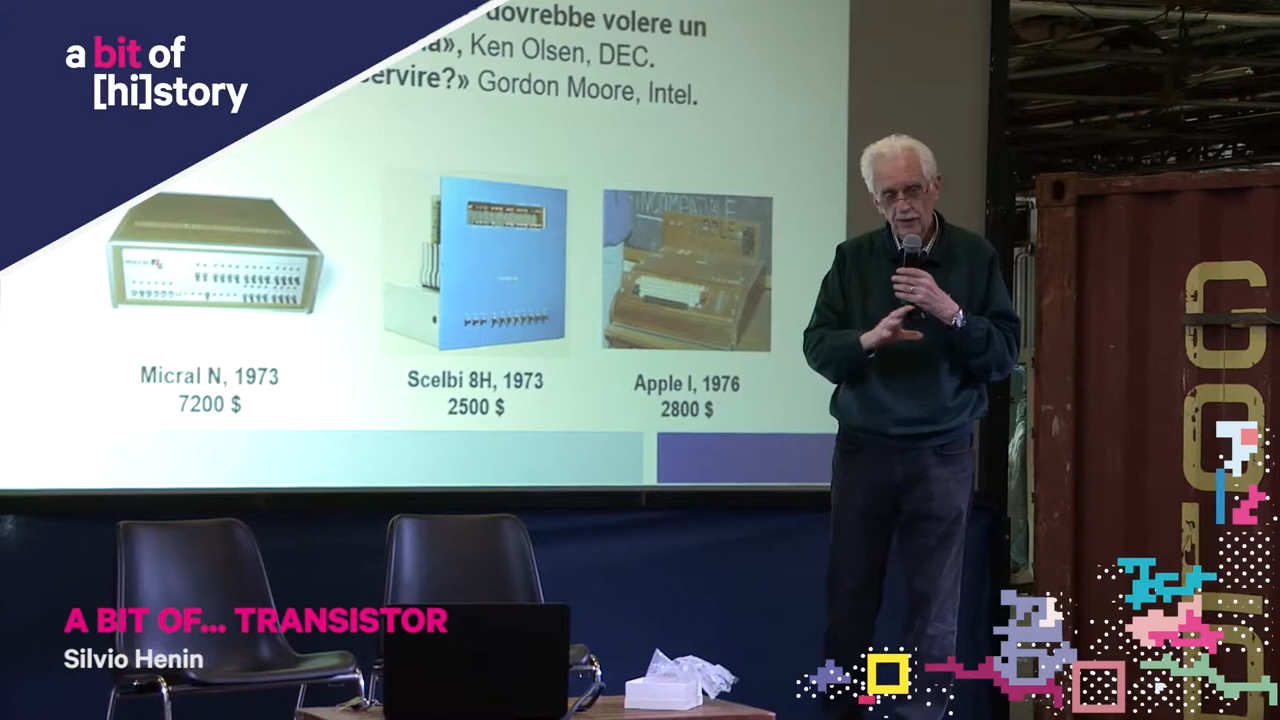 a bit of
[hi]story
dovrebbe volere un
Ken Olsen, DEC.
servire?» Gordon Moore, Intel.
Micral N, 1973
7200 $
Scelbi 8H, 1973
2500 $
Apple I, 1976
2800 $
A BIT OF... TRANSISTOR
Silvio Henin